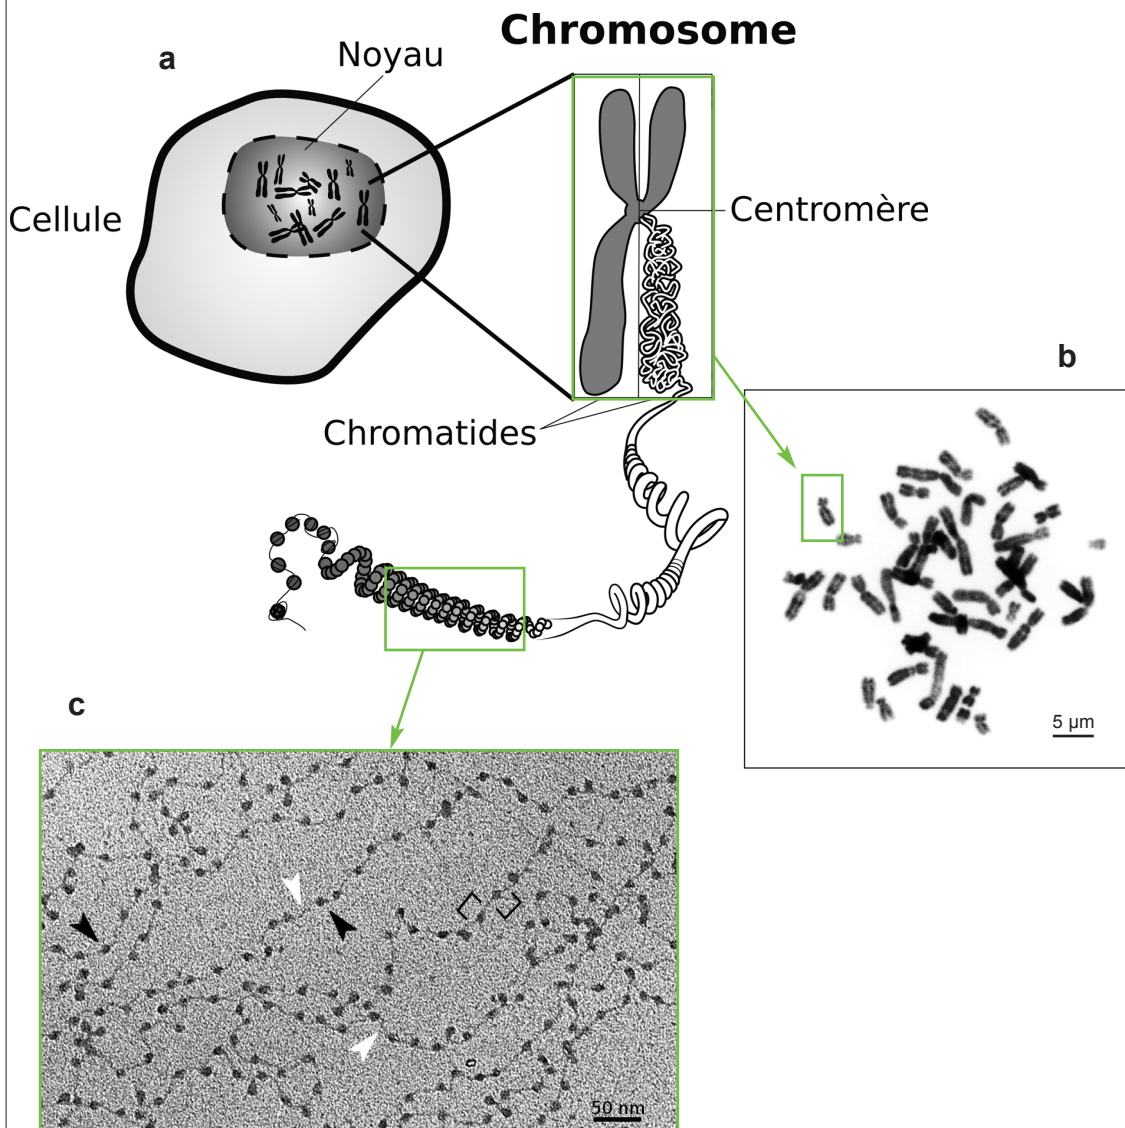 Chromosome
a
Noyau
Cellule
Centromère
b
Chromatides
5 µm
c
50 nm